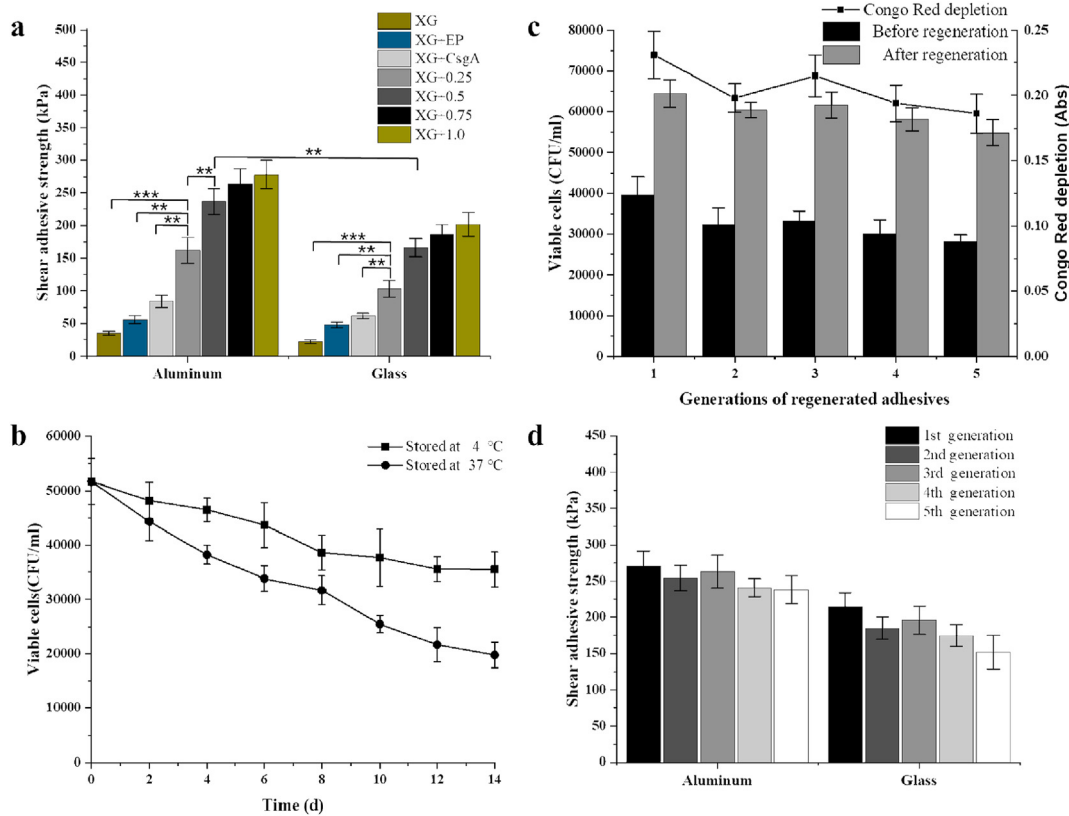 a
XG
XG+EP
XG+CsgA
XG+0.25
XG+0.5
XG+0.75
XG+1.0
500
450
400
350
300
250
200
150
100
50
0
Shear adhesive strength (kPa)
***
**
**
**
**
***
**
**
Aluminum
Glass
c
Congo Red depletion
Before regeneration
After regeneration
80000
70000
60000
50000
40000
30000
20000
10000
0
Viable cells (CFU/ml)
0.25
0.20
0.15
0.10
0.05
0.00
Congo Red depletion (Abs)
1 2 3 4 5
Generations of regenerated adhesives
b
Stored at 4 °C
Stored at 37 °C
60000
50000
40000
30000
20000
10000
0
Viable cells(CFU/ml)
0 2 4 6 8 10 12 14
Time (d)
d
1st generation
2nd generation
3rd generation
4th generation
5th generation
450
400
350
300
250
200
150
100
50
0
Shear adhesive strength (kPa)
Aluminum
Glass